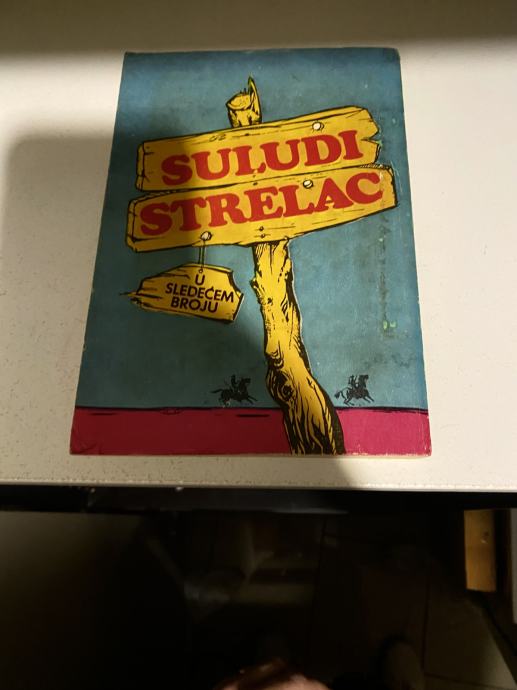 SULUDI
STRELAC
U
SLEDEĆEM
BROJU